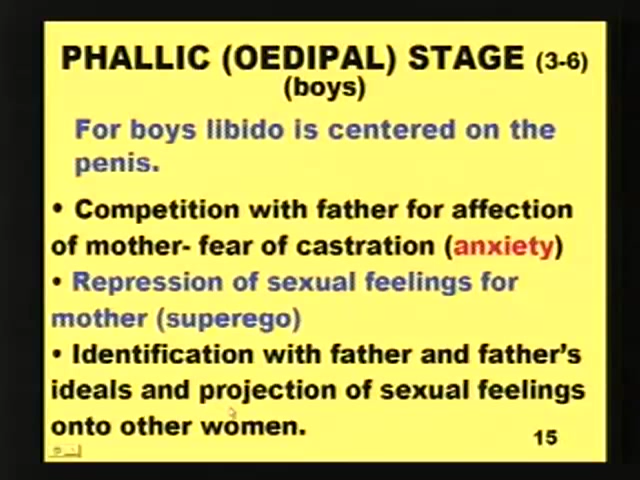 PHALLIC (OEDIPAL) STAGE (3-6)
(boys)
For boys libido is centered on the
penis.
• Competition with father for affection
of mother- fear of castration (anxiety)
• Repression of sexual feelings for
mother (superego)
• Identification with father and father's
ideals and projection of sexual feelings
onto other women.
15